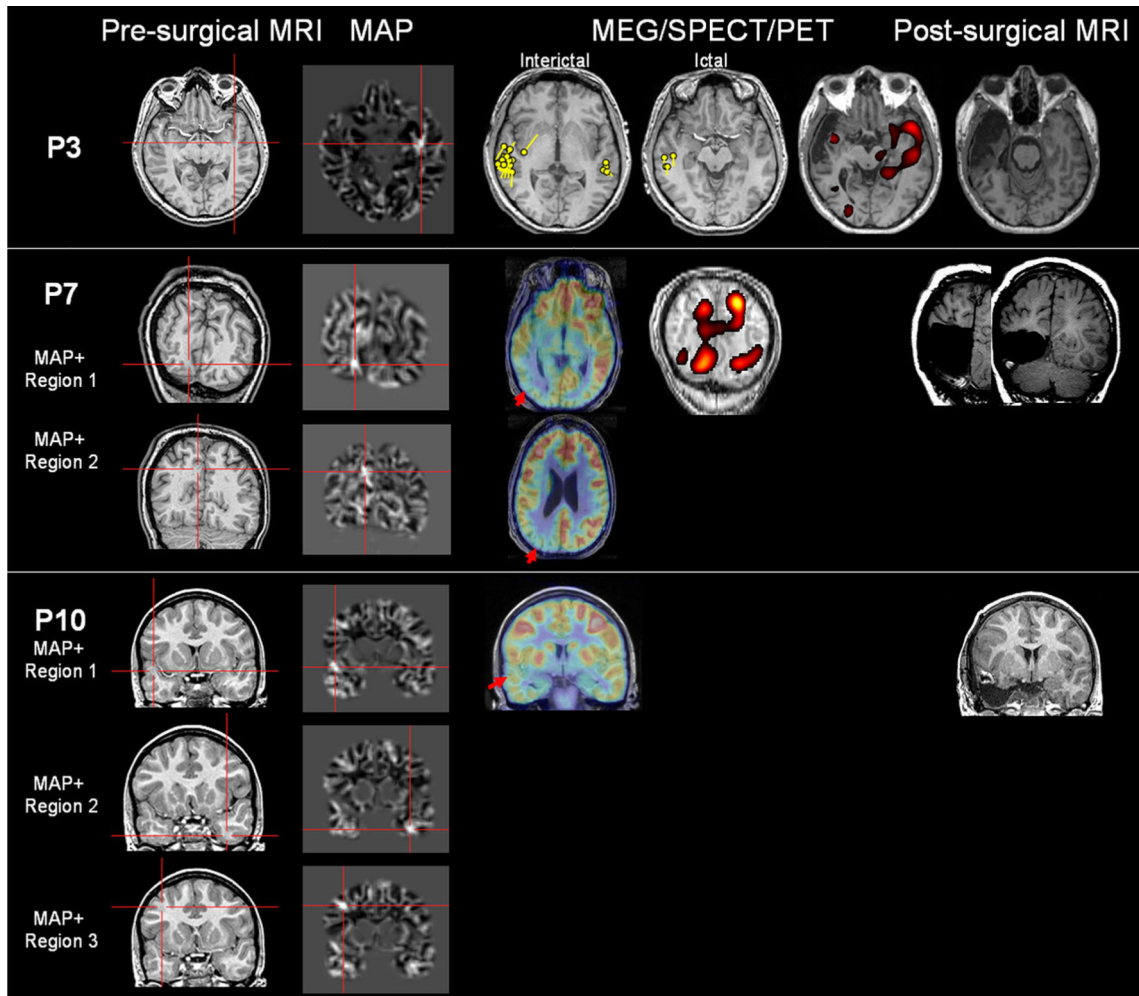 Pre-surgical MRI MAP MEG/SPECT/PET Post-surgical MRI
Interictal Ictal
P3
P7
MAP+
Region 1
MAP+
Region 2
P10
MAP+
Region 1
MAP+
Region 2
MAP+
Region 3